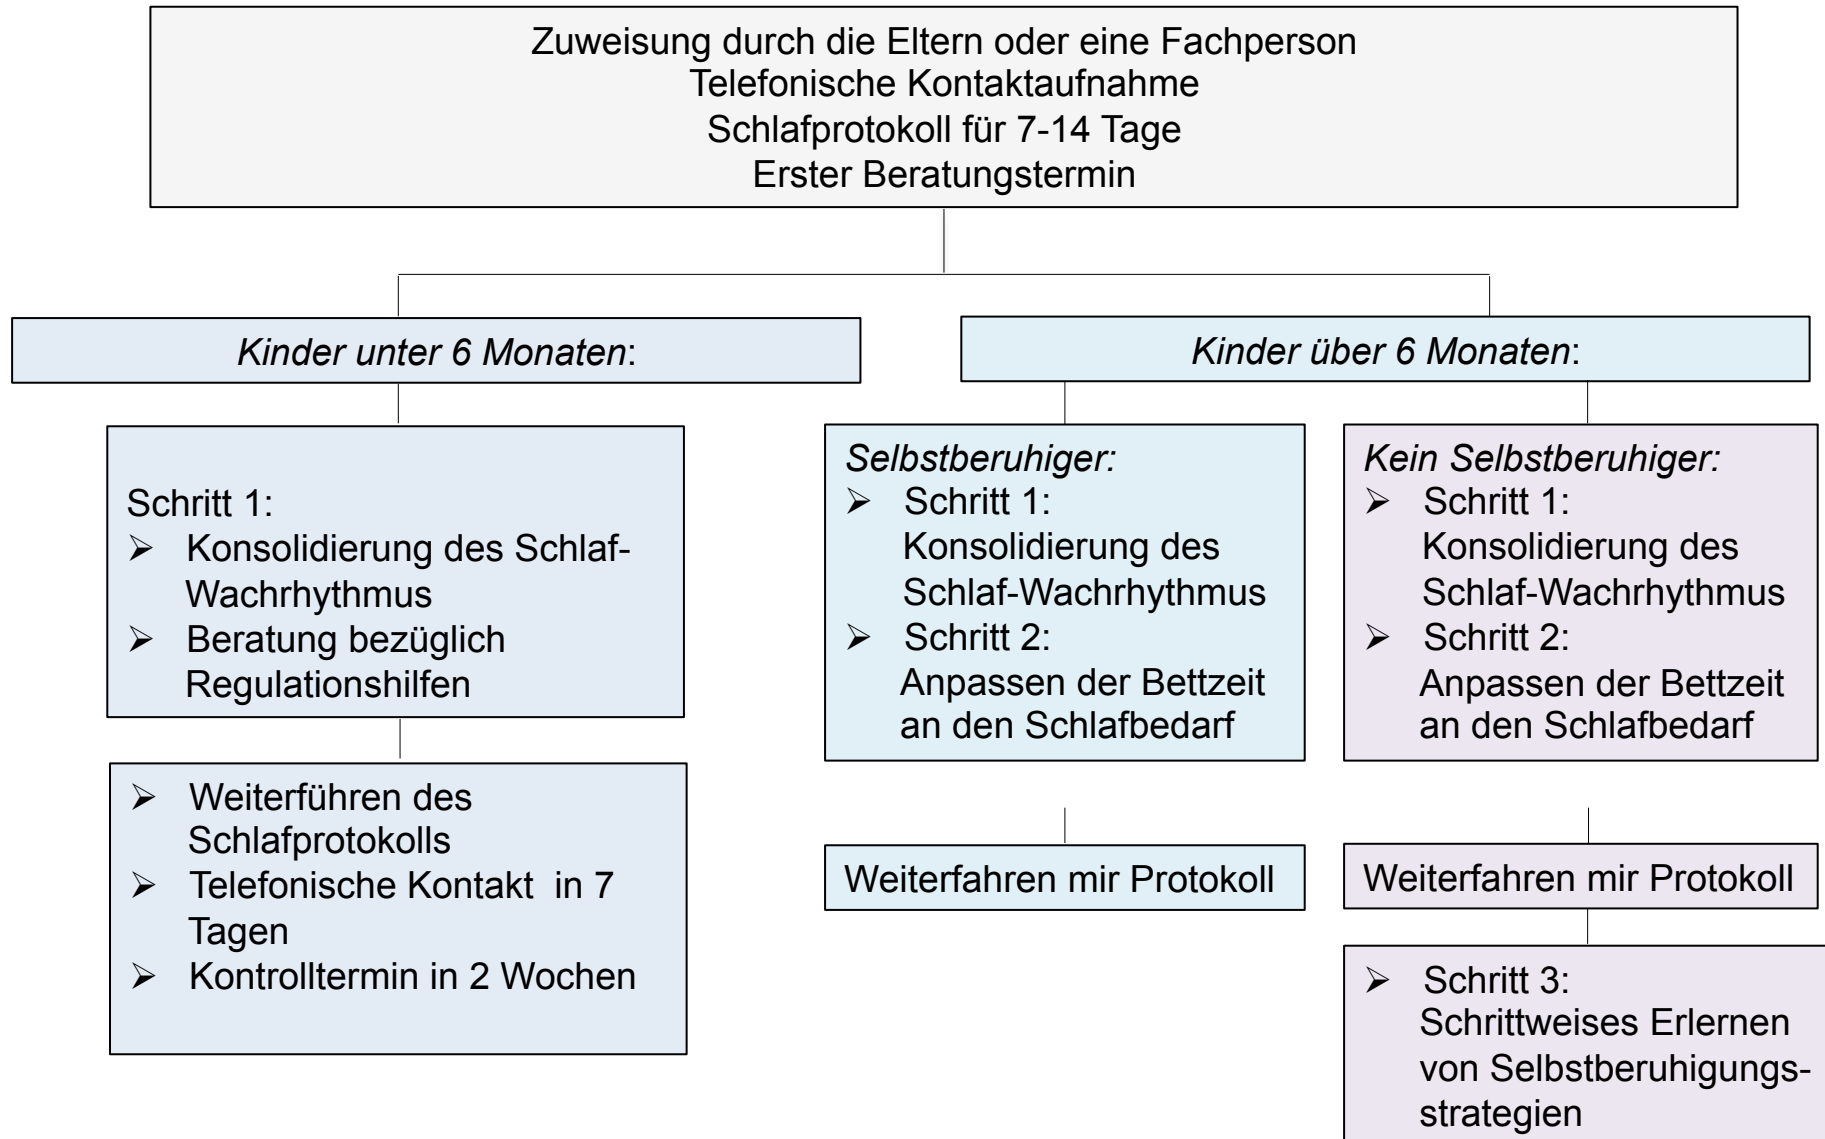 Zuweisung durch die Eltern oder eine Fachperson
Telefonische Kontaktaufnahme
Schlafprotokoll für 7-14 Tage
Erster Beratungstermin
Kinder unter 6 Monaten:
Schritt 1:
➢ Konsolidierung des Schlaf-
Wachrhythmus
➢ Beratung bezüglich
Regulationshilfen
➢ Weiterführen des
Schlafprotokolls
➢ Telefonische Kontakt  in 7
Tagen
➢ Kontrolltermin in 2 Wochen
Kinder über 6 Monaten:
Selbstberuhiger:
➢ Schritt 1:
Konsolidierung des
Schlaf-Wachrhythmus
➢ Schritt 2:
Anpassen der Bettzeit
an den Schlafbedarf
Weiterfahren mir Protokoll
Kein Selbstberuhiger:
➢ Schritt 1:
Konsolidierung des
Schlaf-Wachrhythmus
➢ Schritt 2:
Anpassen der Bettzeit
an den Schlafbedarf
Weiterfahren mir Protokoll
➢ Schritt 3:
Schrittweises Erlernen
von Selbstberuhigungs-
strategien